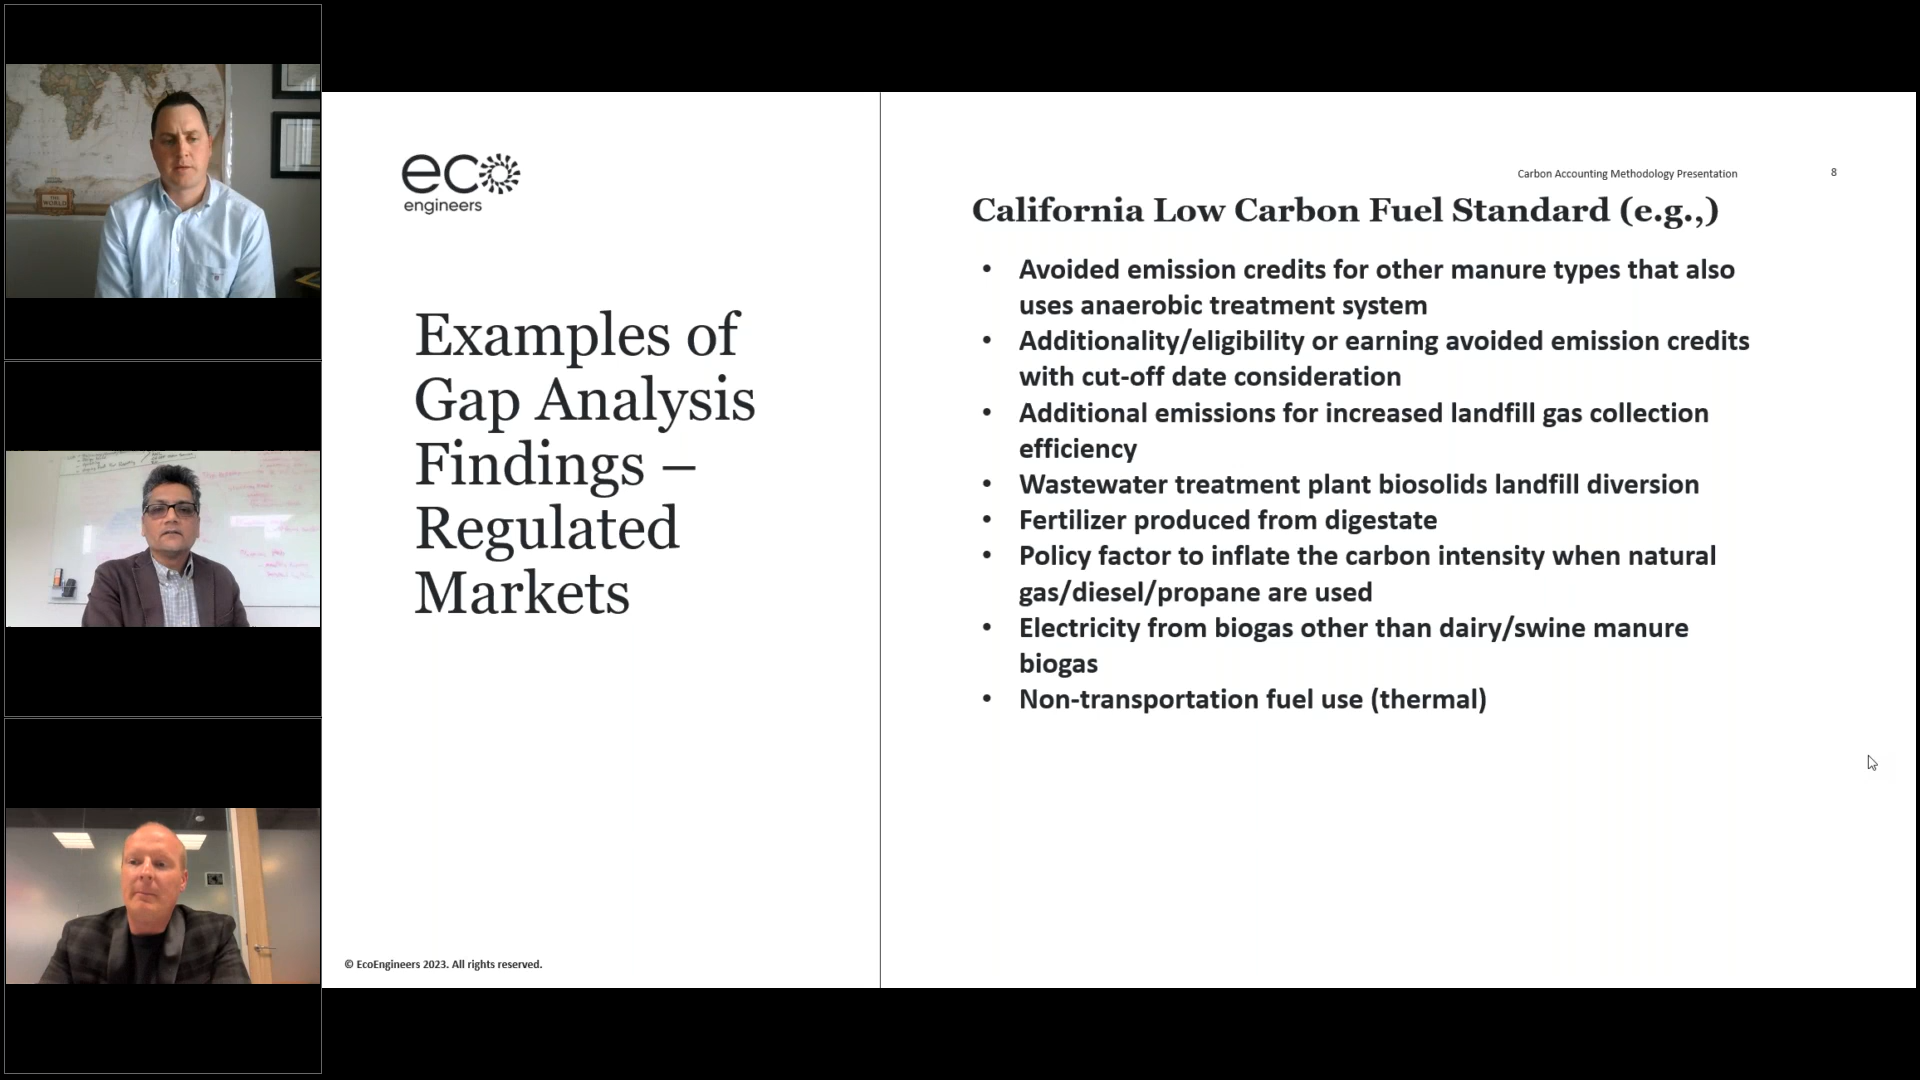 THE
WORLD
eco
engineers
Examples of
Gap Analysis
Findings –
Regulated
Markets
© EcoEngineers 2023. All rights reserved.
Carbon Accounting Methodology Presentation 8
California Low Carbon Fuel Standard (e.g.,)
• Avoided emission credits for other manure types that also
uses anaerobic treatment system
• Additionality/eligibility or earning avoided emission credits
with cut-off date consideration
• Additional emissions for increased landfill gas collection
efficiency
• Wastewater treatment plant biosolids landfill diversion
• Fertilizer produced from digestate
• Policy factor to inflate the carbon intensity when natural
gas/diesel/propane are used
• Electricity from biogas other than dairy/swine manure
biogas
• Non-transportation fuel use (thermal)